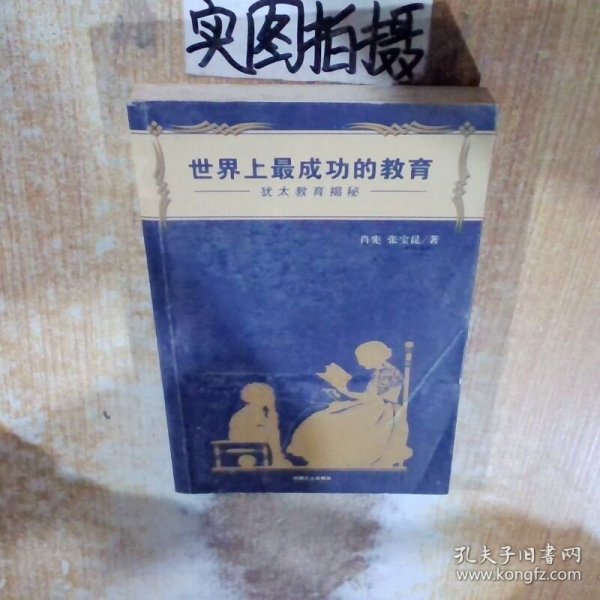 实图拍摄
世界上最成功的教育
犹太教育揭秘
肖宪 张宝昆/著
孔夫子旧书网
www.kongfz.com